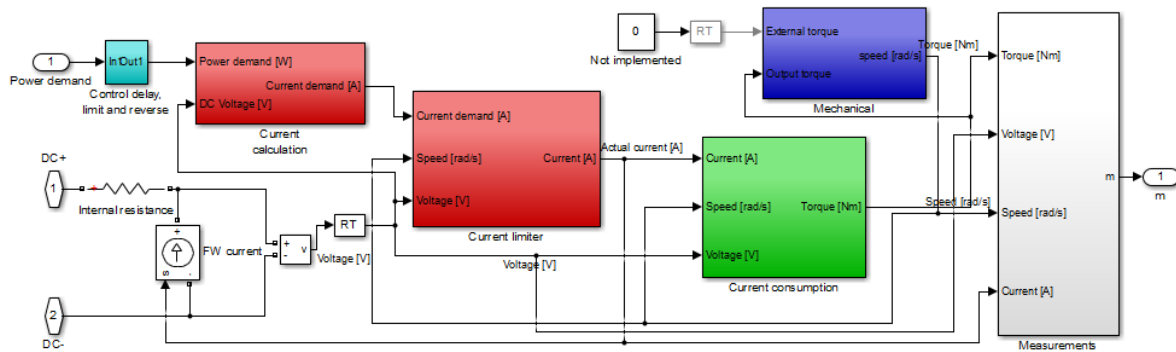 1
Power demand
In1Out1
Control delay,
limit and reverse
Power demand [W]
Current demand [A]
DC Voltage [V]
Current
calculation
Current demand [A]
Speed [rad/s]
Current [A]
Voltage [V]
Current limiter
0
Not implemented
RT
External torque
speed [rad/s]
Output torque
Mechanical
Torque [Nm]
Actual current [A]
Current [A]
Speed [rad/s]
Torque [Nm]
Voltage [V]
Current consumption
Speed [rad/s]
Torque [Nm]
Voltage [V]
m
Speed [rad/s]
Current [A]
Measurements
1
m
DC+
1
Internal resistance
+
s
-
FW current
+
-
v
RT
Voltage [V]
Voltage [V]
2
DC-